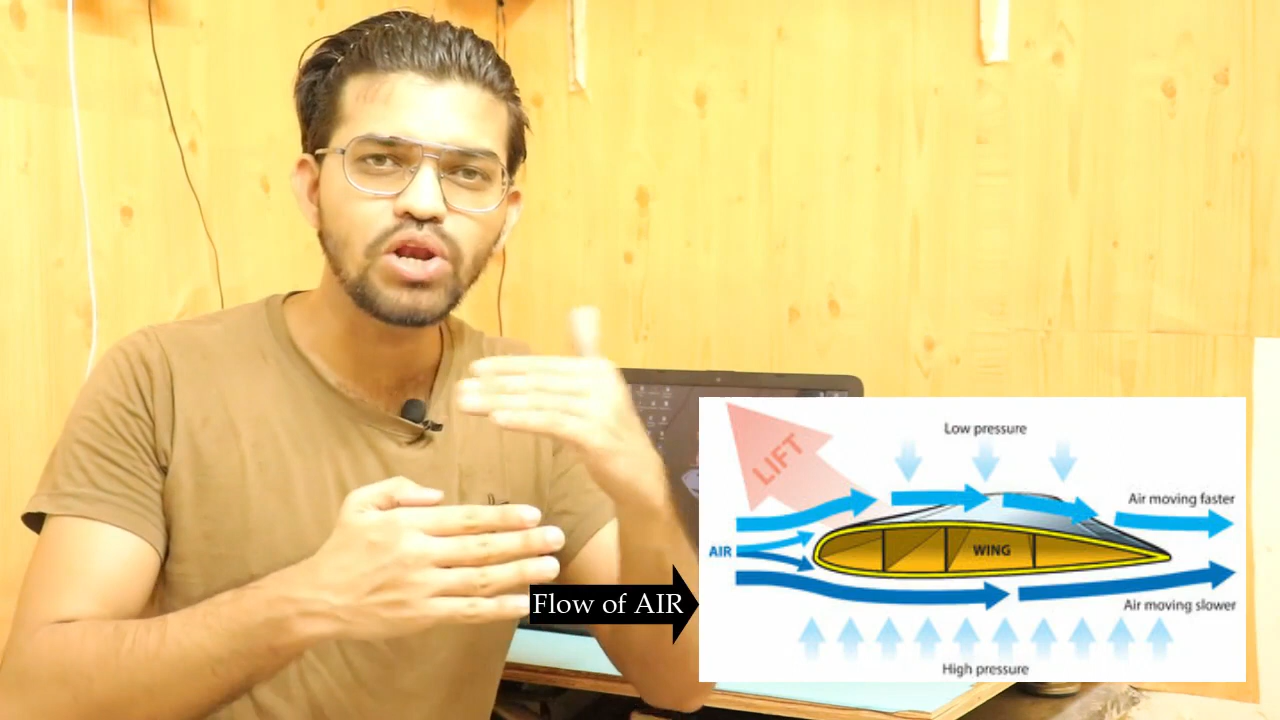 Low pressure
LIFT
Air moving faster
AIR
WING
Flow of AIR
Air moving slower
High pressure